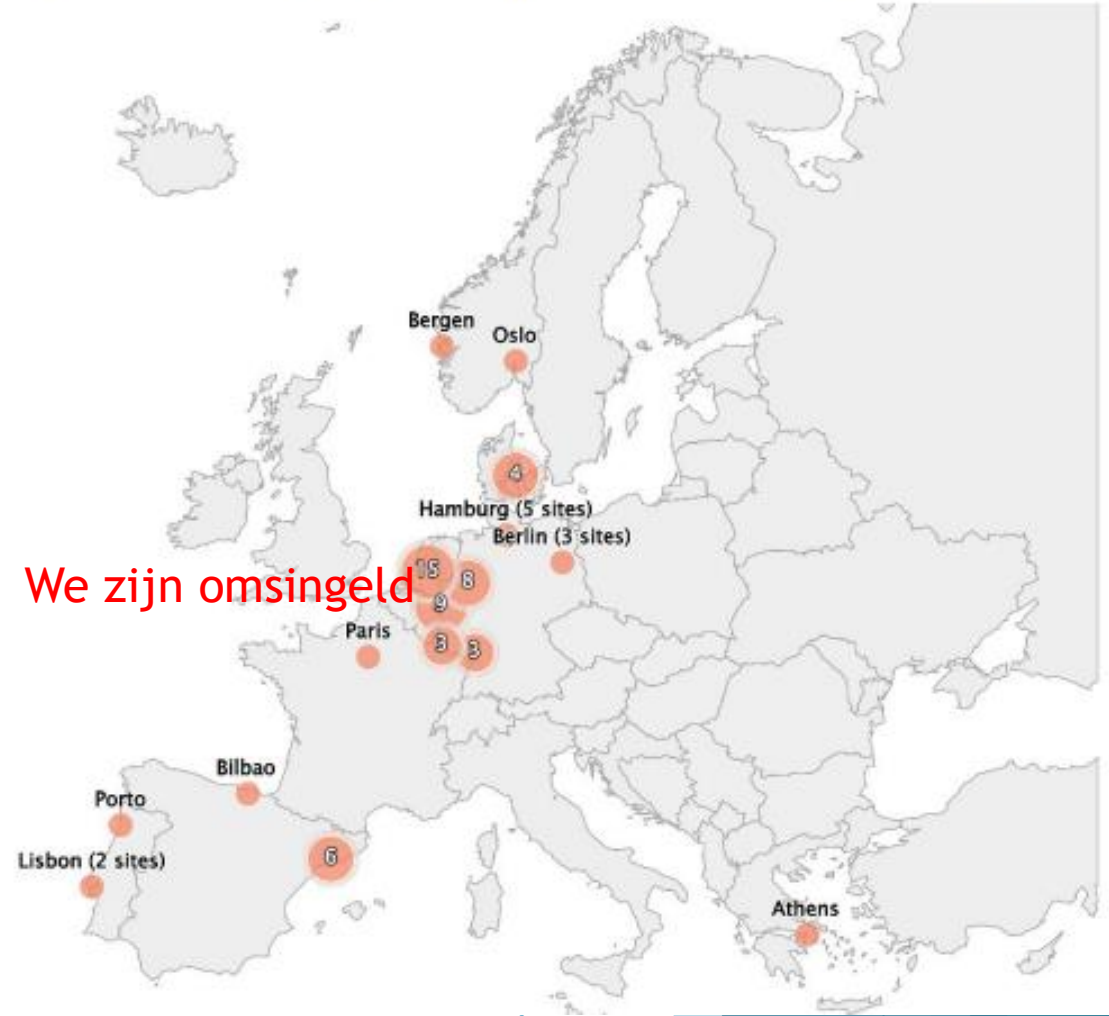 Bergen
Oslo
4
Hamburg (5 sites)
Berlin (3 sites)
15
8
We zijn omsingeld
9
Paris
3
3
Bilbao
Porto
Lisbon (2 sites)
6
Athens